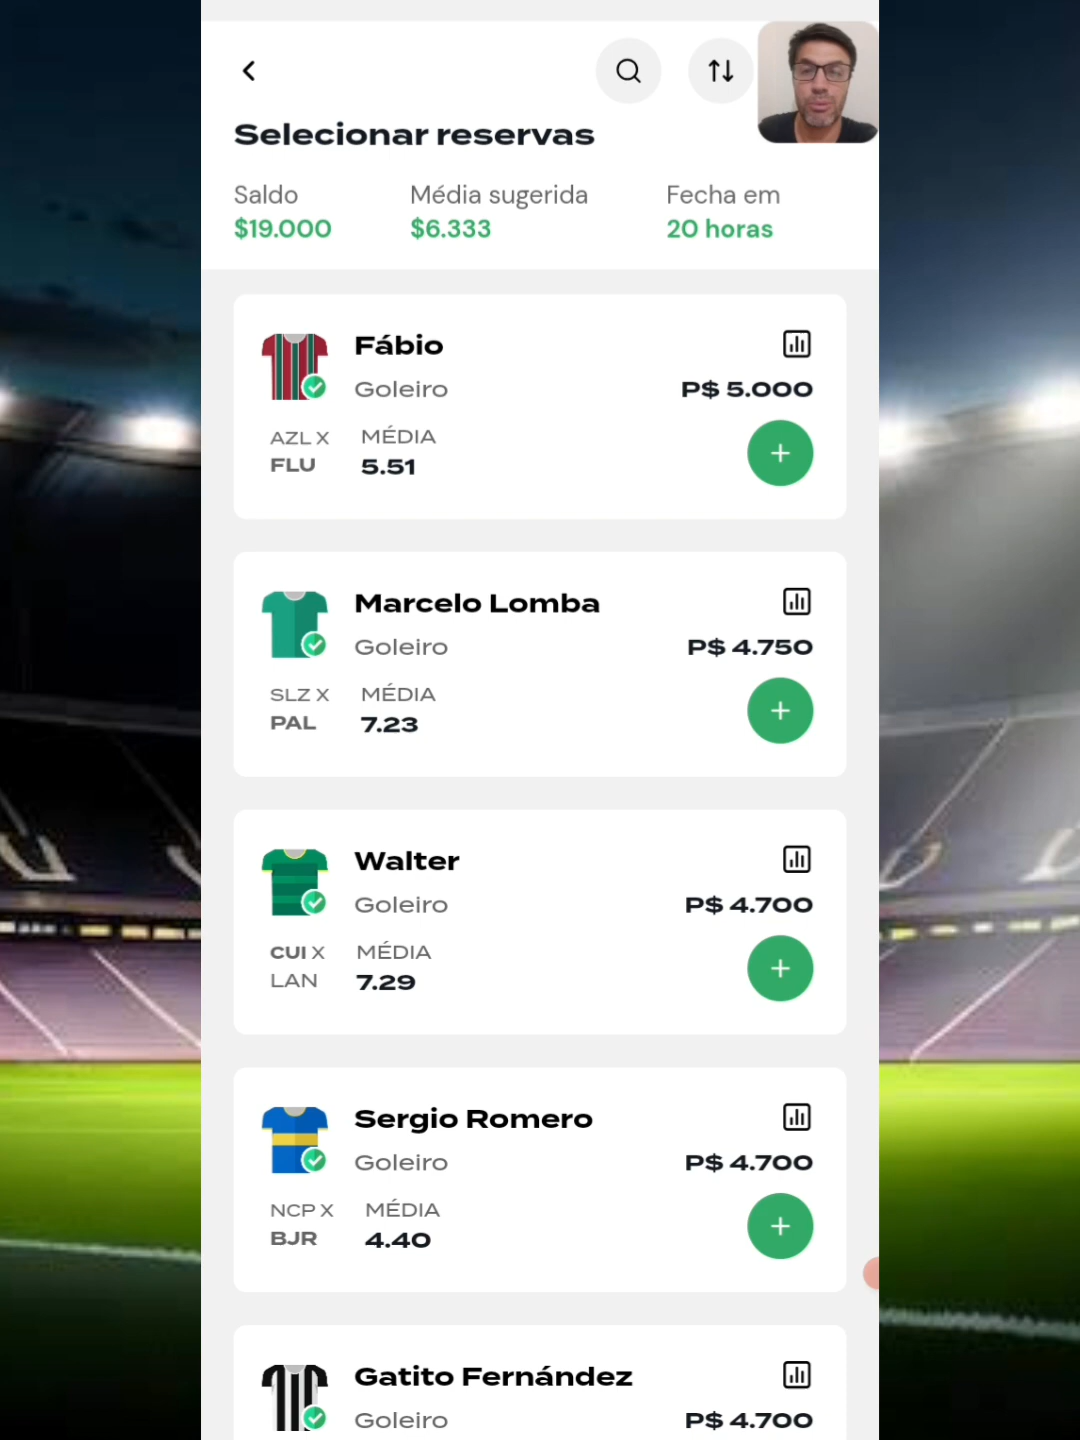 Selecionar reservas
Saldo
Média sugerida
Fecha em
$19.000
$6.333
20 horas
Fábio
Goleiro
P$ 5.000
AZL X
FLU
MÉDIA
5.51
Marcelo Lomba
Goleiro
P$ 4.750
SLZ X
PAL
MÉDIA
7.23
Walter
Goleiro
P$ 4.700
CUI X
LAN
MÉDIA
7.29
Sergio Romero
Goleiro
P$ 4.700
NCP X
BJR
MÉDIA
4.40
Gatito Fernández
Goleiro
P$ 4.700